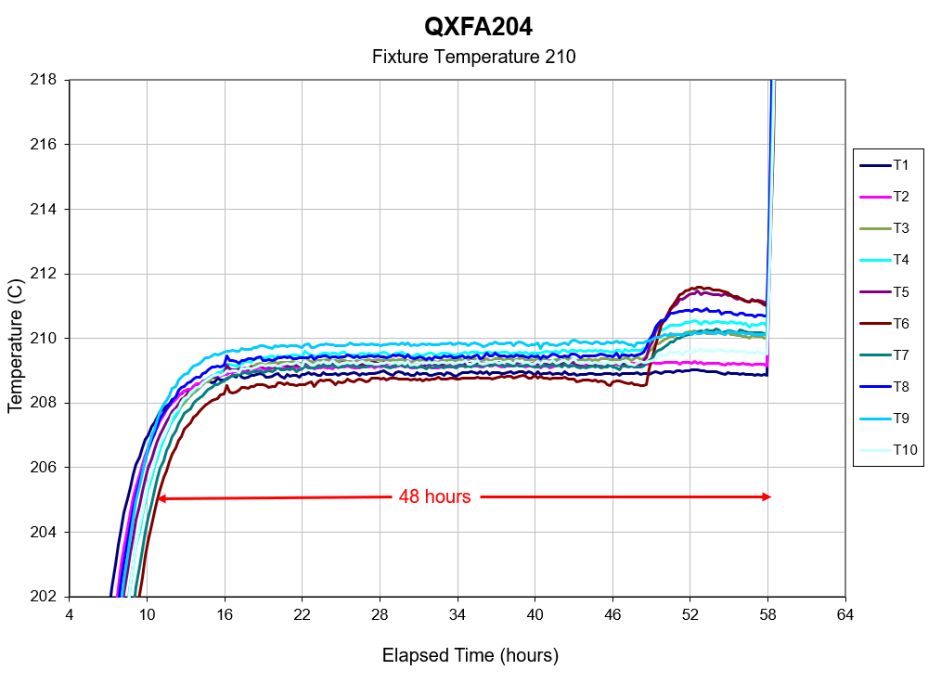 QXFA204
Fixture Temperature 210
218
216
214
212
210
208
206
204
202
4
10
16
22
28
34
40
46
52
58
64
Temperature (C)
Elapsed Time (hours)
48 hours
T1
T2
T3
T4
T5
T6
T7
T8
T9
T10